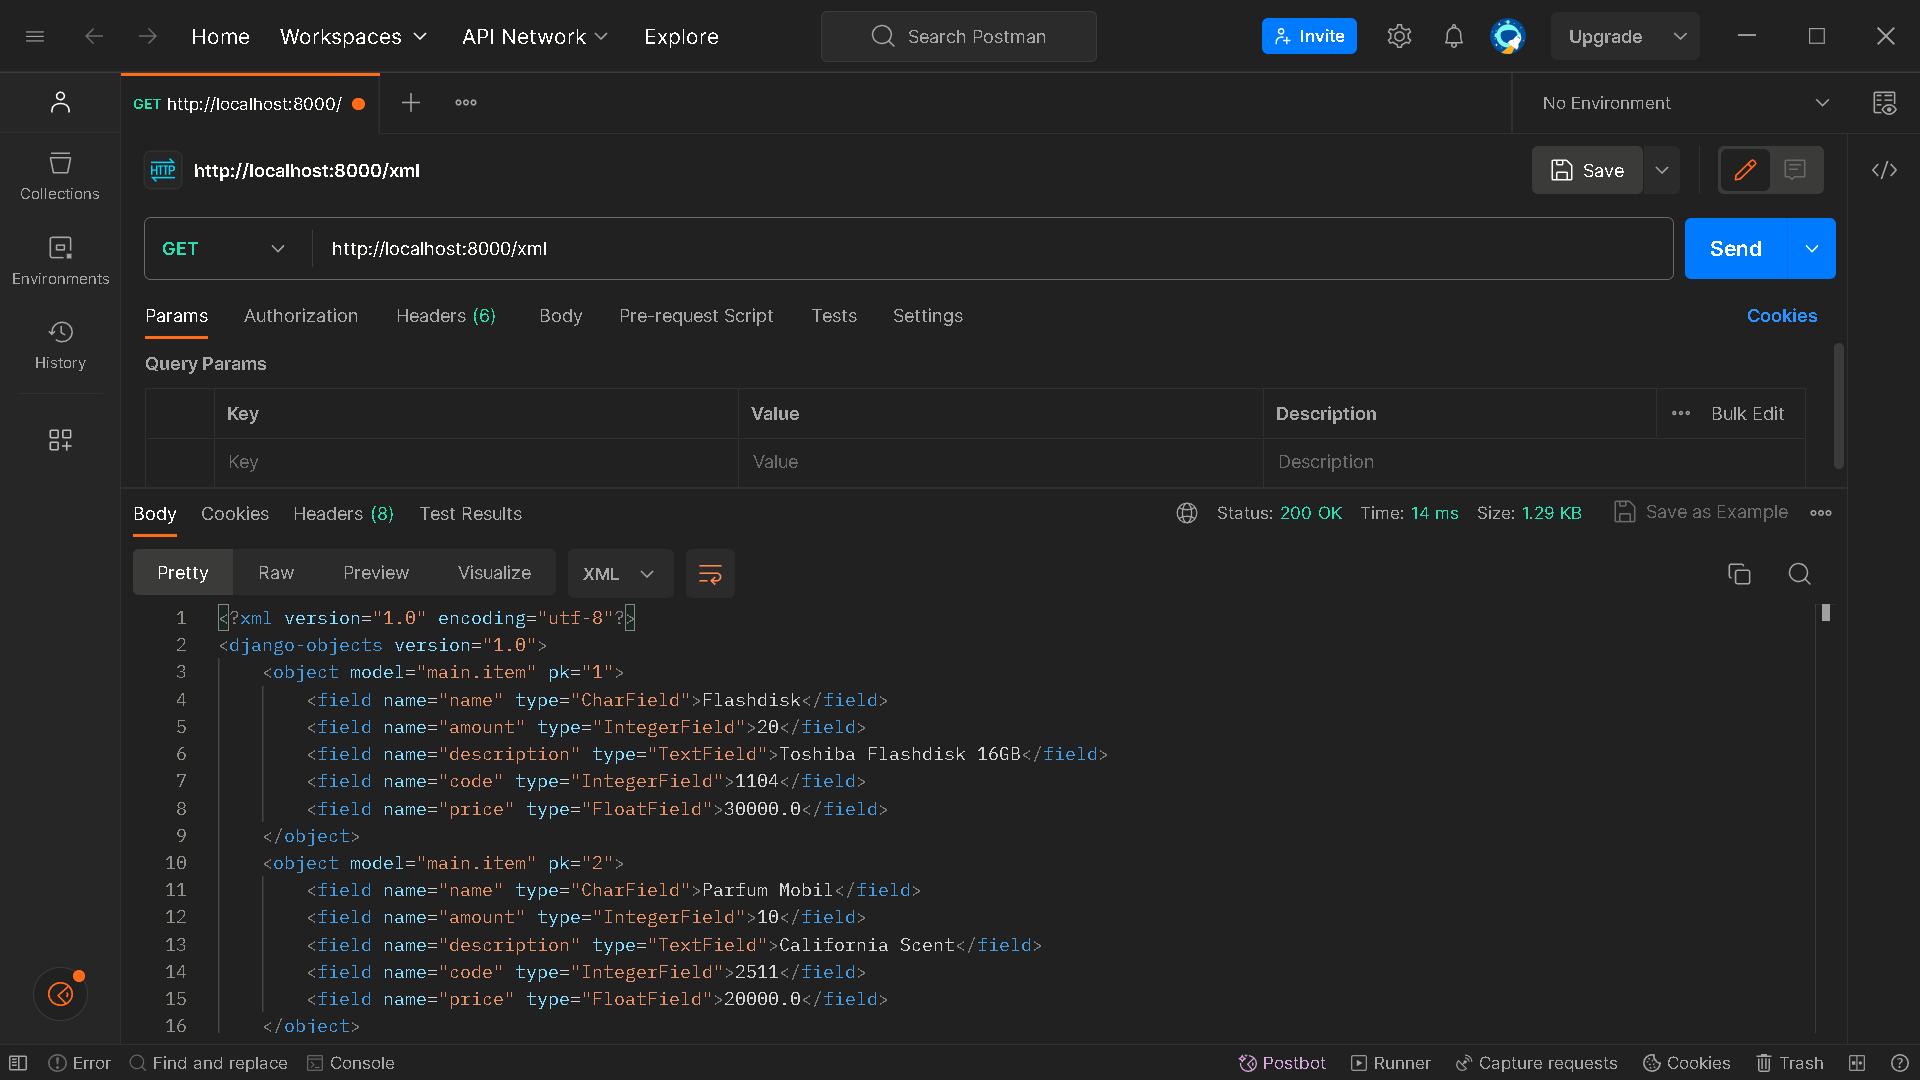 Home Workspaces API Network Explore Search Postman Invite Upgrade
GET http://localhost:8000/ No Environment
HTTP http://localhost:8000/xml Save
Collections
GET http://localhost:8000/xml Send
Environments
Params Authorization Headers (6) Body Pre-request Script Tests Settings Cookies
History
Query Params
Key Value Description Bulk Edit
Key Value Description
Body Cookies Headers (8) Test Results Status: 200 OK Time: 14 ms Size: 1.29 KB Save as Example
Pretty Raw Preview Visualize XML
1 <?xml version="1.0" encoding="utf-8"?>
2 <django-objects version="1.0">
3 <object model="main.item" pk="1">
4 <field name="name" type="CharField">Flashdisk</field>
5 <field name="amount" type="IntegerField">20</field>
6 <field name="description" type="TextField">Toshiba Flashdisk 16GB</field>
7 <field name="code" type="IntegerField">1104</field>
8 <field name="price" type="FloatField">30000.0</field>
9 </object>
10 <object model="main.item" pk="2">
11 <field name="name" type="CharField">Parfum Mobil</field>
12 <field name="amount" type="IntegerField">10</field>
13 <field name="description" type="TextField">California Scent</field>
14 <field name="code" type="IntegerField">2511</field>
15 <field name="price" type="FloatField">20000.0</field>
16 </object>
Error Find and replace Console Postbot Runner Capture requests Cookies Trash